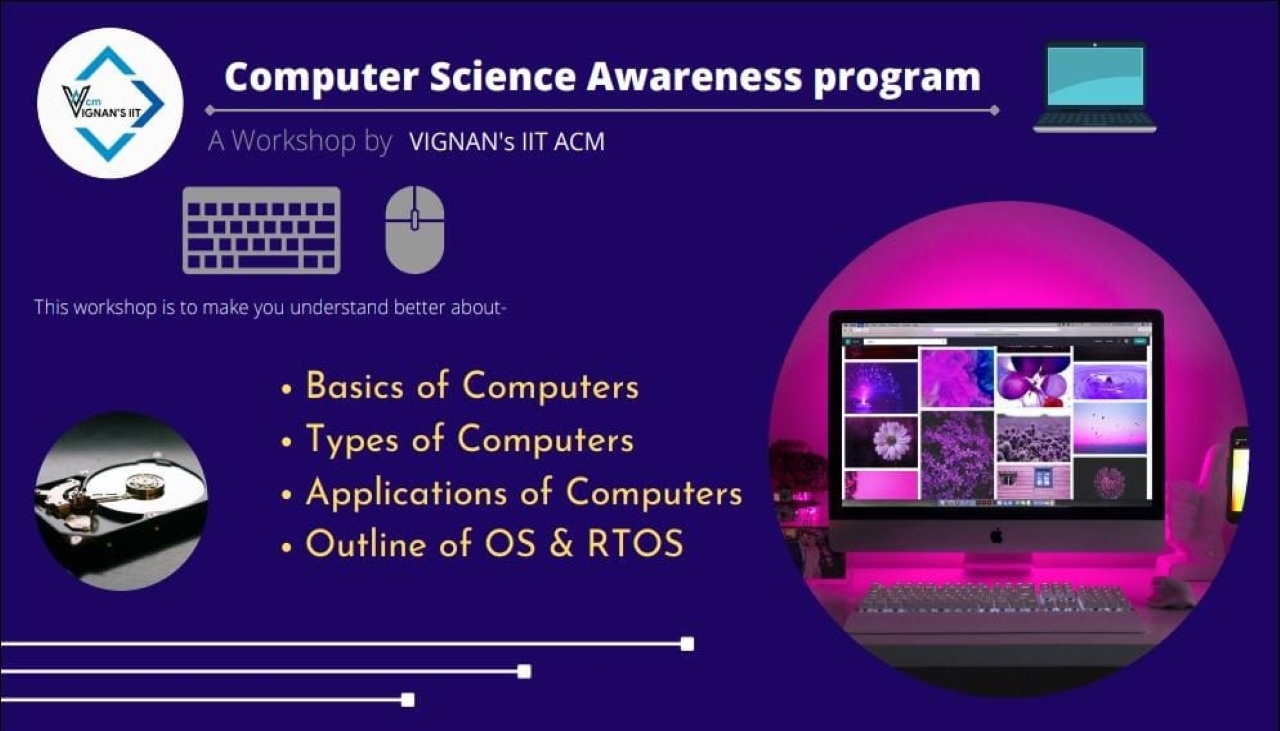 Wcm
VIGNAN'S IIT
Computer Science Awareness program
A Workshop by VIGNAN's IIT ACM
This workshop is to make you understand better about-
• Basics of Computers
• Types of Computers
• Applications of Computers
• Outline of OS & RTOS